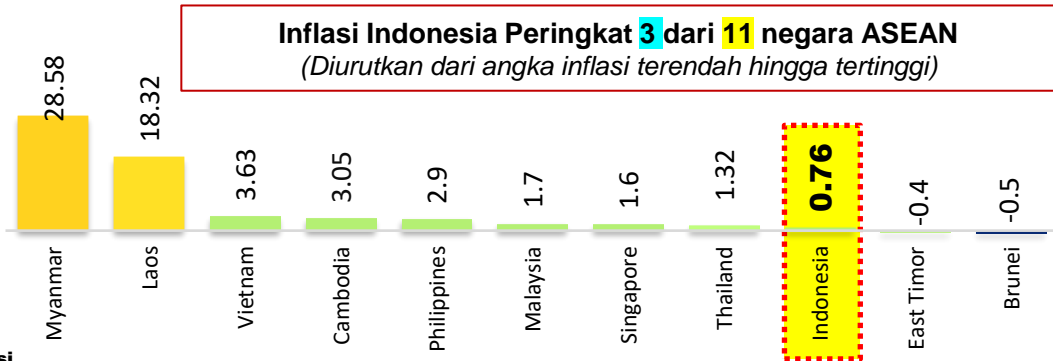 Inflasi Indonesia Peringkat 3 dari 11 negara ASEAN
(Diurutkan dari angka inflasi terendah hingga tertinggi)
28.58
18.32
3.63
3.05
2.9
1.7
1.6
1.32
0.76
-0.4
-0.5
Myanmar
Laos
Vietnam
Cambodia
Philippines
Malaysia
Singapore
Thailand
Indonesia
East Timor
Brunei
si